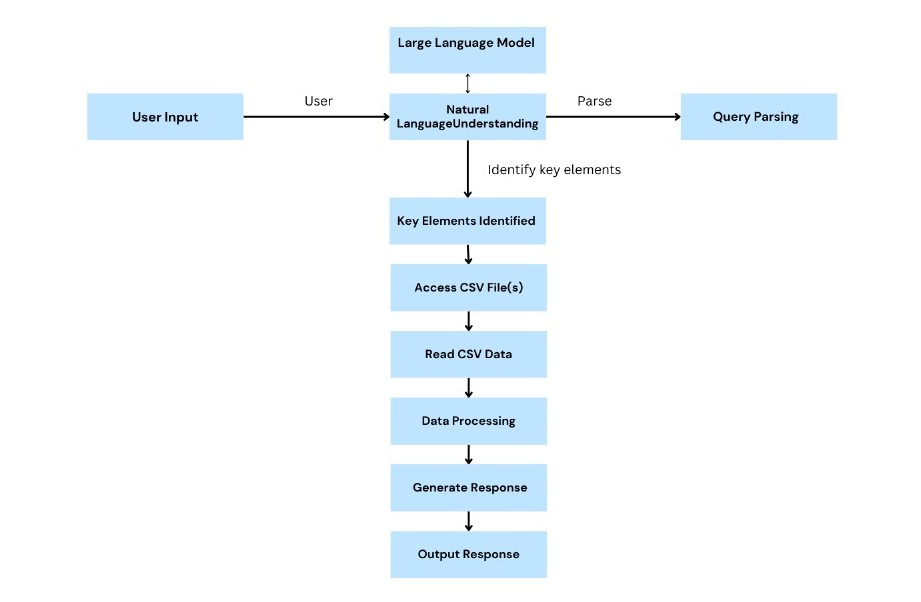 Large Language Model
User Input
User
Natural
LanguageUnderstanding
Parse
Query Parsing
Identify key elements
Key Elements Identified
Access CSV File(s)
Read CSV Data
Data Processing
Generate Response
Output Response